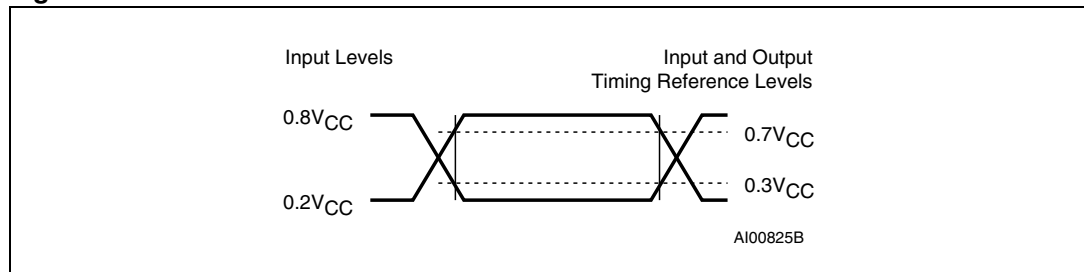 Input Levels
Input and Output
Timing Reference Levels
0.8VCC
0.7VCC
0.3VCC
0.2VCC
AI00825B